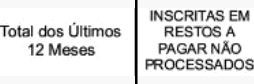 Total dos Últimos
12 Meses
INSCRITAS EM
RESTOS A
PAGAR NÃO
PROCESSADOS